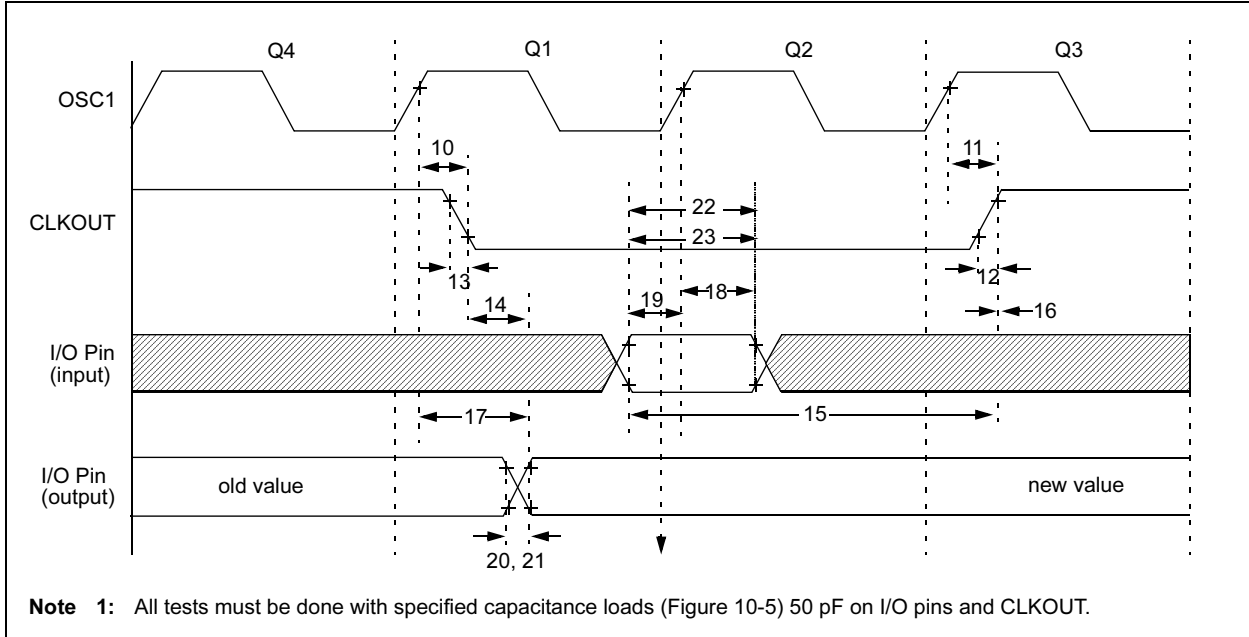 Q4 Q1 Q2 Q3
OSC1
10 11
CLKOUT
22
23
13 12
14 19 18 16
I/O Pin
(input)
17 15
I/O Pin
(output)
old value new value
20, 21
Note 1: All tests must be done with specified capacitance loads (Figure 10-5) 50 pF on I/O pins and CLKOUT.